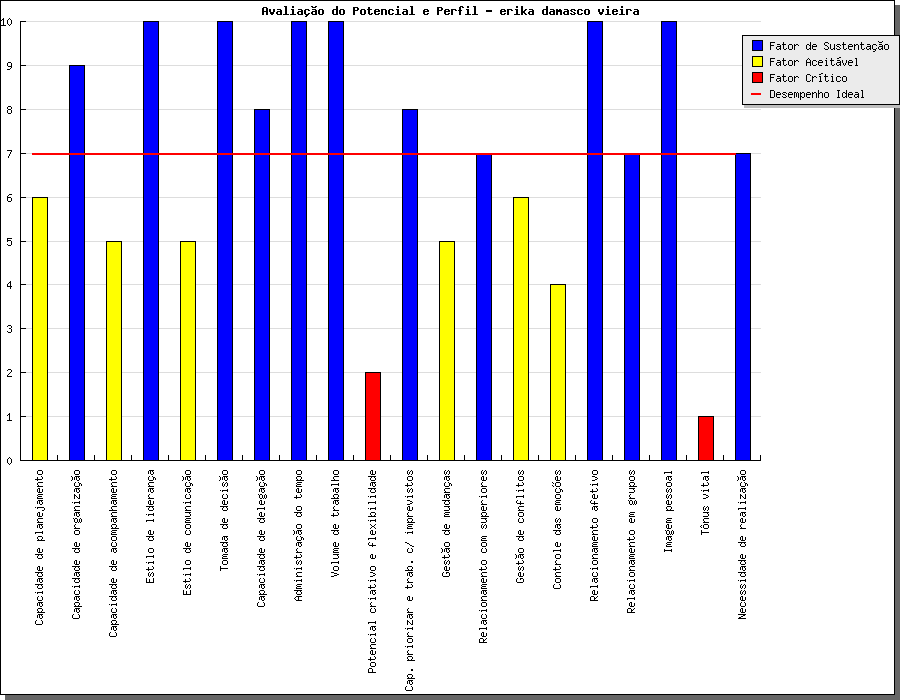 Avaliação do Potencial e Perfil - erika damasco vieira
Fator de Sustentação
Fator Aceitável
Fator Crítico
Desempenho Ideal
10
9
8
7
6
5
4
3
2
1
0
Capacidade de planejamento
Capacidade de organização
Capacidade de acompanhamento
Estilo de liderança
Estilo de comunicação
Tomada de decisão
Capacidade de delegação
Administração do tempo
Volume de trabalho
Potencial criativo e flexibilidade
Cap. priorizar e trab. c/ imprevistos
Gestão de mudanças
Relacionamento com superiores
Gestão de conflitos
Controle das emoções
Relacionamento afetivo
Relacionamento em grupos
Imagem pessoal
Tônus vital
Necessidade de realização